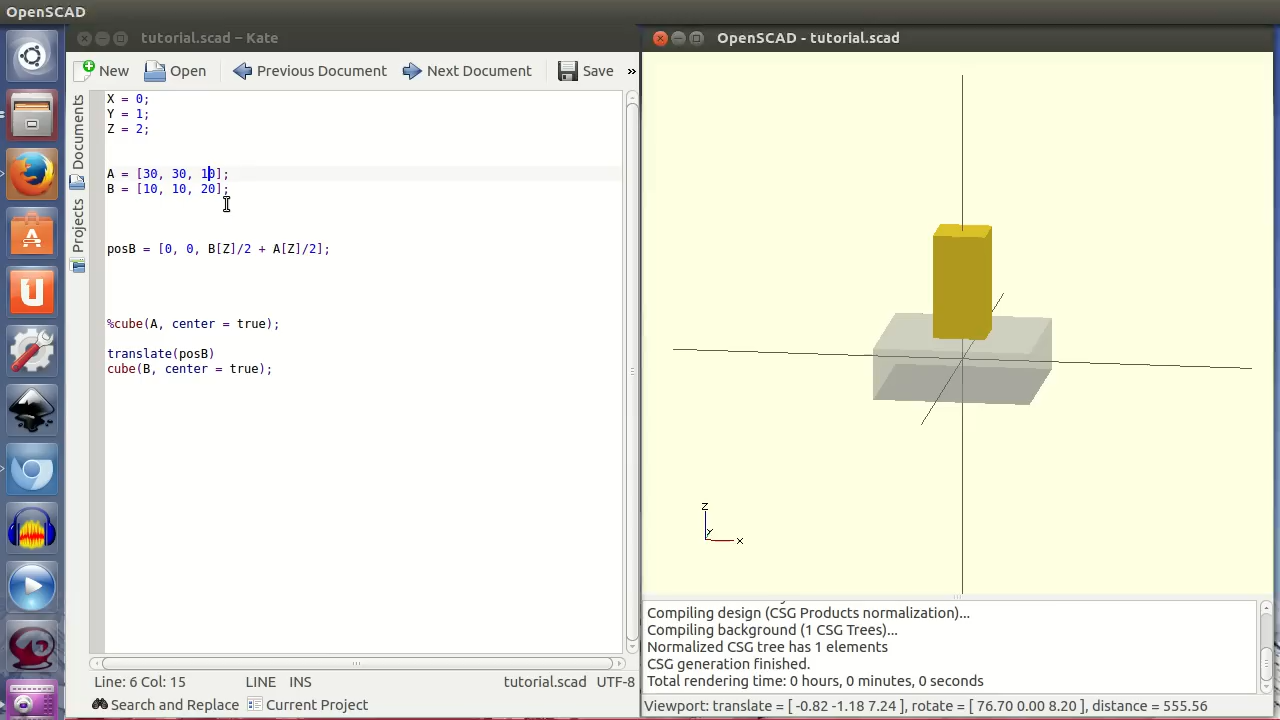 OpenSCAD
tutorial.scad – Kate
New
Open
Previous Document
Next Document
Save
»
Documents
Projects
X = 0;
Y = 1;
Z = 2;
A = [30, 30, 10];
B = [10, 10, 20];
posB = [0, 0, B[Z]/2 + A[Z]/2];
%cube(A, center = true);
translate(posB)
cube(B, center = true);
Line: 6 Col: 15
LINE
INS
tutorial.scad
UTF-8
Search and Replace
Current Project
OpenSCAD - tutorial.scad
Z
Y
X
Compiling design (CSG Products normalization)...
Compiling background (1 CSG Trees)...
Normalized CSG tree has 1 elements
CSG generation finished.
Total rendering time: 0 hours, 0 minutes, 0 seconds
Viewport: translate = [ -0.82 -1.18 7.24 ], rotate = [ 76.70 0.00 8.20 ], distance = 555.56